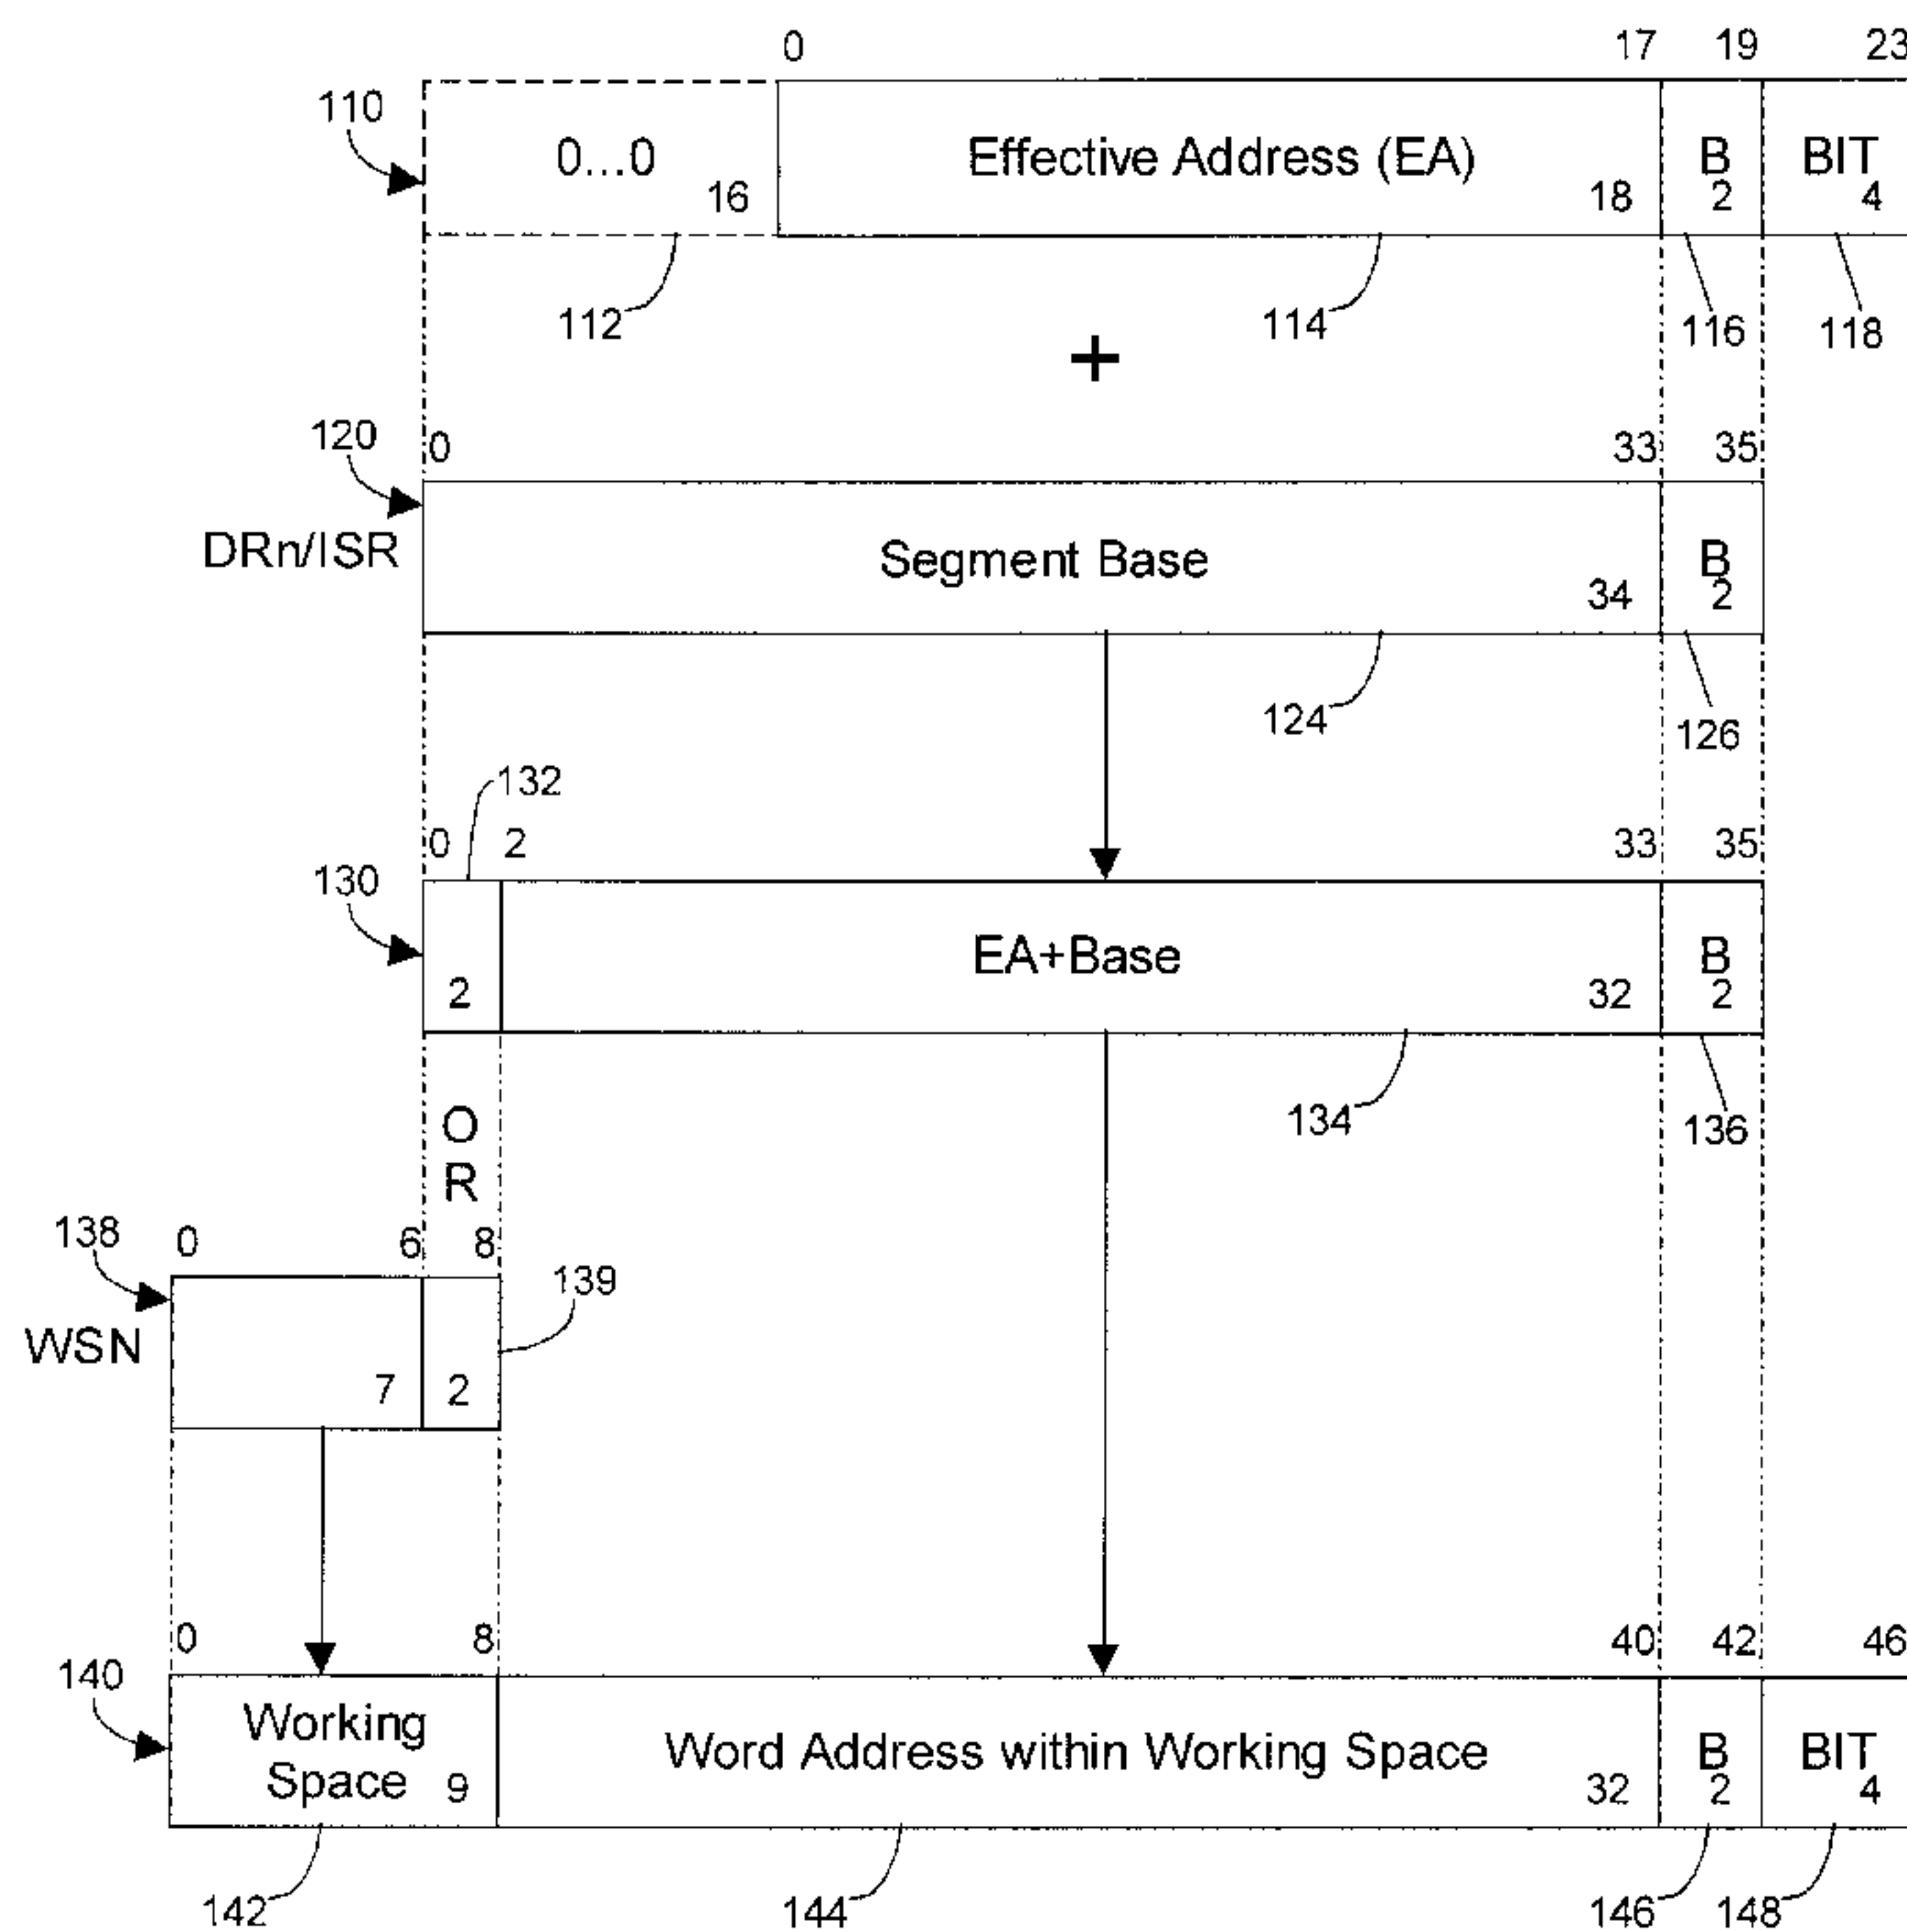 0 17 19 23
110
0...0 Effective Address (EA) B BIT
16 18 2 4
112 114 116 118
+
120
0 33 35
DRn/ISR Segment Base B
34 2
124 126
132
0 2 33 35
130
EA+Base B
2 32 2
134 136
O
R
138 0 6 8
139
WSN
7 2
0 8 40 42 46
140
Working
Space 9
Word Address within Working Space B BIT
32 2 4
142 144 146 148